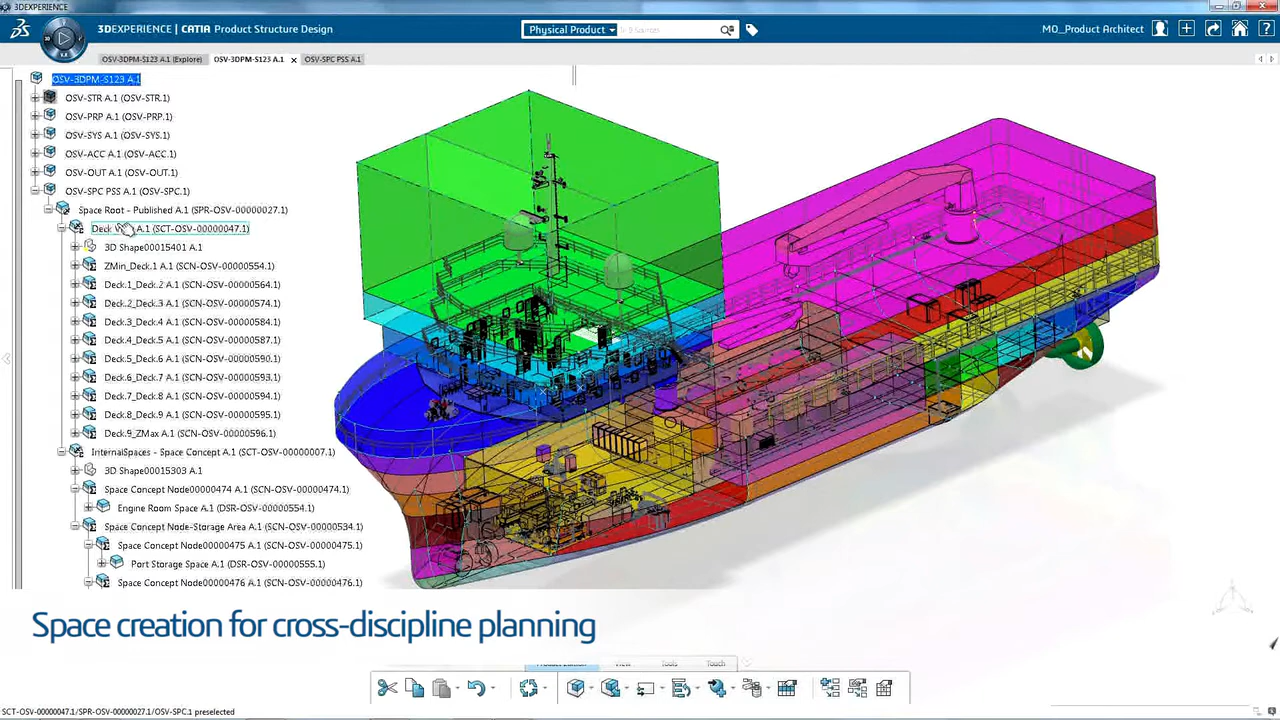 3DEXPERIENCE
3DEXPERIENCE | CATIA Product Structure Design
Physical Product
MO_Product Architect
OSV-3DPM-S123 A.1 (Explore)
OSV-3DPM-S123 A.1
OSV-SPC PSS A.1
OSV-3DPM-S123 A.1
OSV-STR A.1 (OSV-STR.1)
OSV-PRP A.1 (OSV-PRP.1)
OSV-SYS A.1 (OSV-SYS.1)
OSV-ACC A.1 (OSV-ACC.1)
OSV-OUT A.1 (OSV-OUT.1)
OSV-SPC PSS A.1 (OSV-SPC.1)
Space Root - Published A.1 (SPR-OSV-00000027.1)
Deck A.1 (SCT-OSV-00000047.1)
3D Shape00015401 A.1
ZMin_Deck.1 A.1 (SCN-OSV-00000554.1)
Deck.1_Deck.2 A.1 (SCN-OSV-00000564.1)
Deck.2_Deck.3 A.1 (SCN-OSV-00000574.1)
Deck.3_Deck.4 A.1 (SCN-OSV-00000584.1)
Deck.4_Deck.5 A.1 (SCN-OSV-00000587.1)
Deck.5_Deck.6 A.1 (SCN-OSV-00000590.1)
Deck.6_Deck.7 A.1 (SCN-OSV-00000593.1)
Deck.7_Deck.8 A.1 (SCN-OSV-00000594.1)
Deck.8_Deck.9 A.1 (SCN-OSV-00000595.1)
Deck.9_ZMax A.1 (SCN-OSV-00000596.1)
InternalSpaces - Space Concept A.1 (SCT-OSV-00000007.1)
3D Shape00015303 A.1
Space Concept Node00000474 A.1 (SCN-OSV-00000474.1)
Engine Room Space A.1 (DSR-OSV-00000554.1)
Space Concept Node-Storage Area A.1 (SCN-OSV-00000534.1)
Space Concept Node00000475 A.1 (SCN-OSV-00000475.1)
Port Storage Space A.1 (DSR-OSV-00000555.1)
Space Concept Node00000476 A.1 (SCN-OSV-00000476.1)
Space creation for cross-discipline planning
View
Tools
Touch
SCT-OSV-00000047.1/SPR-OSV-00000027.1/OSV-SPC.1 preselected